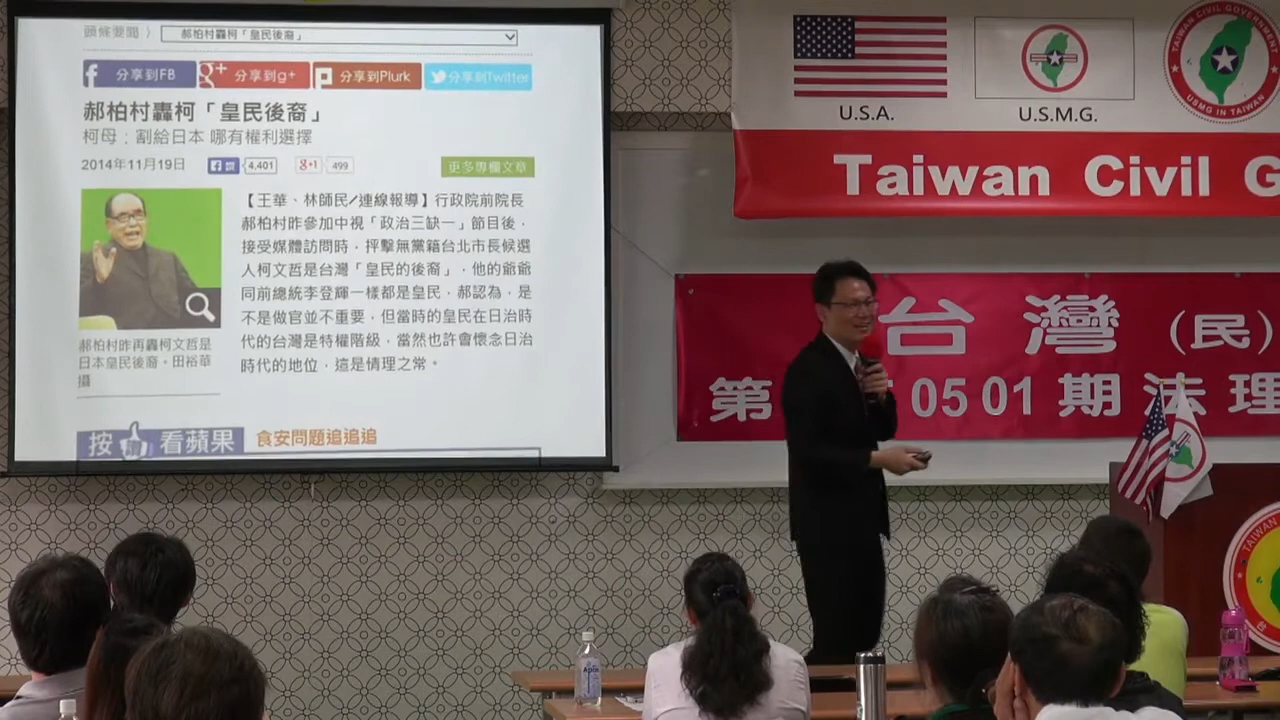 頭條要聞 〉 郝柏村轟柯「皇民後裔」
分享到FB 分享到g+ 分享到Plurk 分享到Twitter
郝柏村轟柯「皇民後裔」
柯母：割給日本 哪有權利選擇
2014年11月19日 讚 4,401 g+1 499 更多專欄文章
【王華、林師民／連線報導】行政院前院長
郝柏村昨參加中視「政治三缺一」節目後，
接受媒體訪問時，抨擊無黨籍台北市長候選
人柯文哲是台灣「皇民的後裔」，他的爺爺
同前總統李登輝一樣都是皇民，郝認為，是
不是做官並不重要，但當時的皇民在日治時
代的台灣是特權階級，當然也許會懷念日治
時代的地位，這是情理之常。
郝柏村昨再轟柯文哲是
日本皇民後裔。田裕華
攝
按讚看蘋果 食安問題追追追
U.S.A. U.S.M.G.
TAIWAN CIVIL GOVERNMENT
USMG IN TAIWAN
Taiwan Civil G
台灣(民)
第 0501期法理